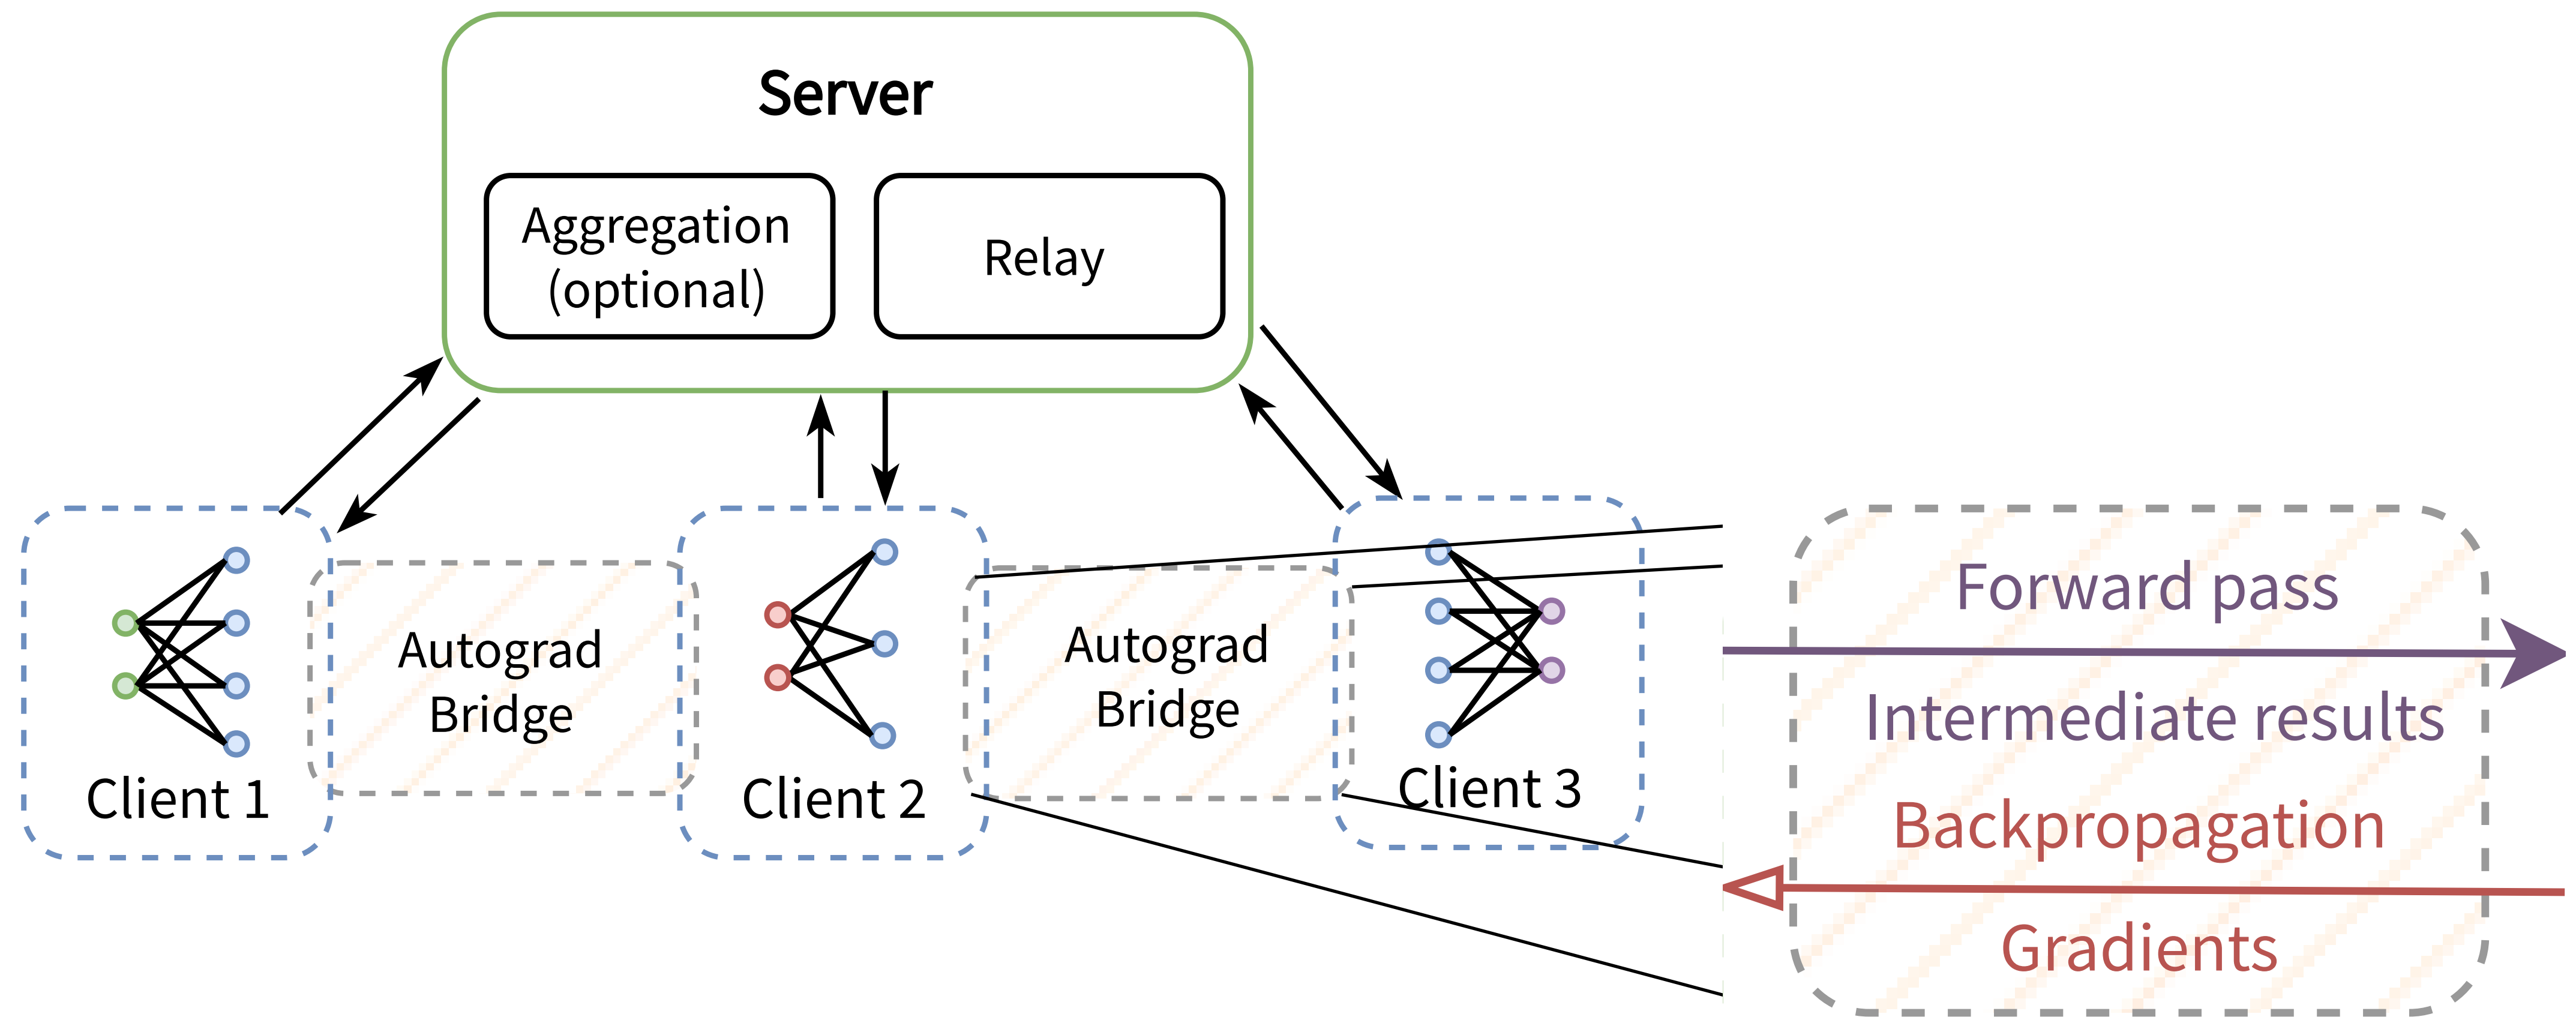 Server
Aggregation
(optional)
Relay
Autograd
Bridge
Client 1
Client 2
Autograd
Bridge
Client 3
Forward pass
Intermediate results
Backpropagation
Gradients